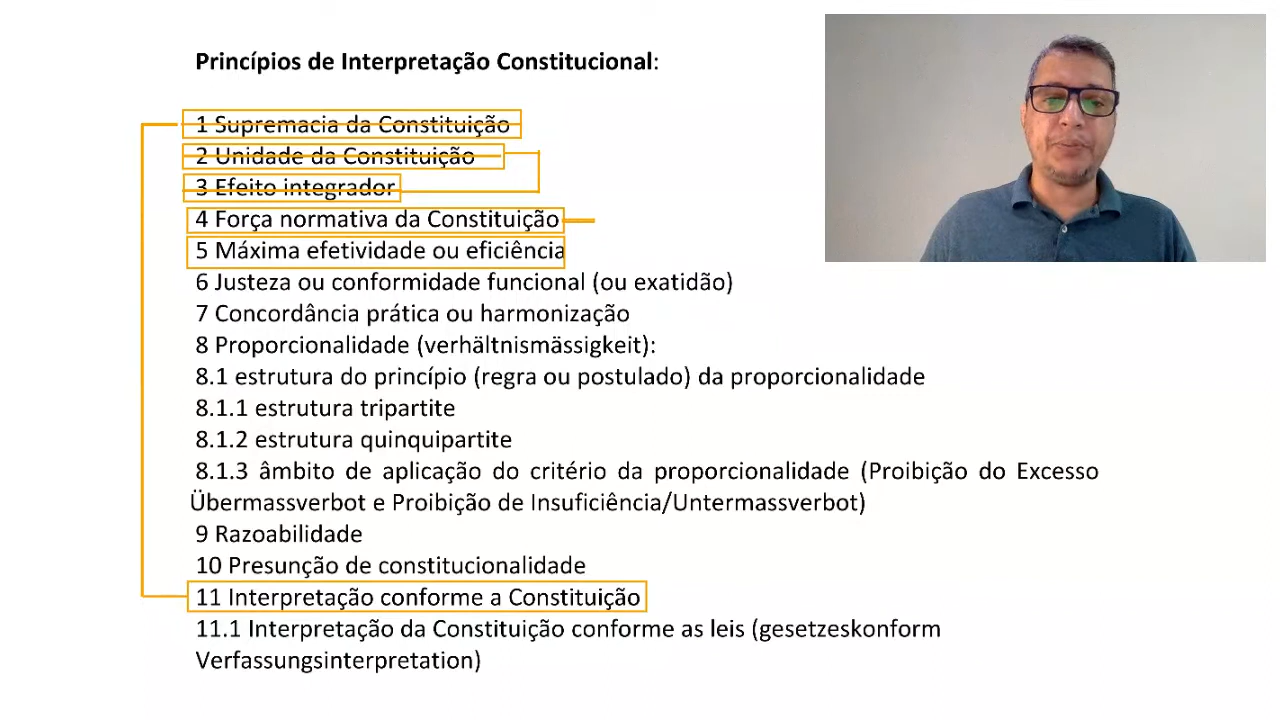 Princípios de Interpretação Constitucional:
1 Supremacia da Constituição
2 Unidade da Constituição
3 Efeito integrador
4 Força normativa da Constituição
5 Máxima efetividade ou eficiência
6 Justeza ou conformidade funcional (ou exatidão)
7 Concordância prática ou harmonização
8 Proporcionalidade (verhältnismässigkeit):
8.1 estrutura do princípio (regra ou postulado) da proporcionalidade
8.1.1 estrutura tripartite
8.1.2 estrutura quinquipartite
8.1.3 âmbito de aplicação do critério da proporcionalidade (Proibição do Excesso
Übermassverbot e Proibição de Insuficiência/Untermassverbot)
9 Razoabilidade
10 Presunção de constitucionalidade
11 Interpretação conforme a Constituição
11.1 Interpretação da Constituição conforme as leis (gesetzeskonform
Verfassungsinterpretation)